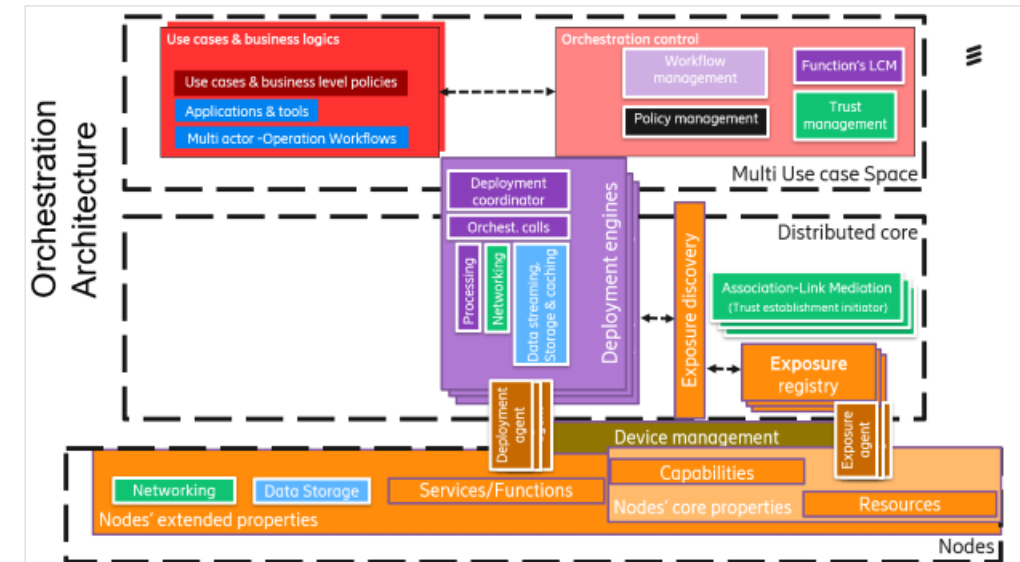 Orchestration
Architecture
Use cases & business logics
Use cases & business level policies
Applications & tools
Multi actor -Operation Workflows
Orchestration control
Workflow
management
Function's LCM
Policy management
Trust
management
Multi Use case Space
Deployment
coordinator
Orchest. calls
Processing
Networking
Data streaming,
Storage & caching
Deployment engines
Distributed core
Exposure discovery
Association-Link Mediation
(Trust establishment initiator)
Exposure
registry
Deployment
agent
Exposure
agent
Device management
Networking
Data Storage
Services/Functions
Nodes' extended properties
Capabilities
Nodes' core properties
Resources
Nodes